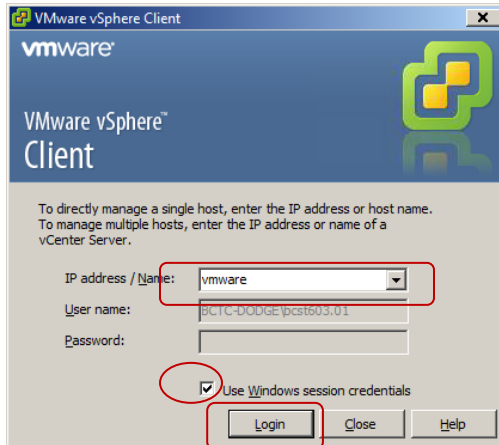 VMware vSphere Client
vmware
VMware vSphere™
Client
To directly manage a single host, enter the IP address or host name.
To manage multiple hosts, enter the IP address or name of a
vCenter Server.
IP address / Name: vmware
User name: BCTC-DODGE\bcst603.01
Password:
Use Windows session credentials
Login Close Help